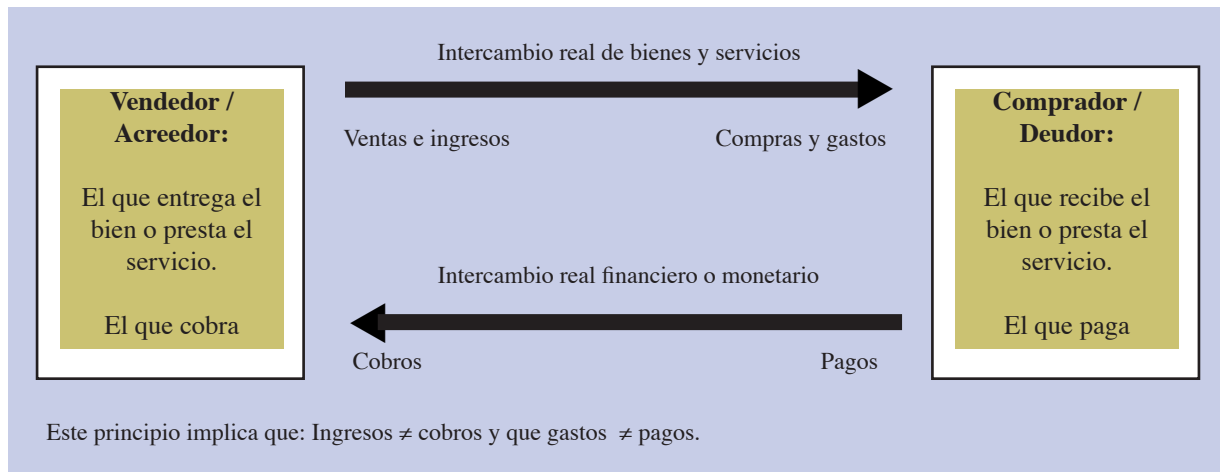 Intercambio real de bienes y servicios
Vendedor /
Acreedor:
El que entrega el
bien o presta el
servicio.
El que cobra
Ventas e ingresos
Compras y gastos
Comprador /
Deudor:
El que recibe el
bien o presta el
servicio.
El que paga
Intercambio real financiero o monetario
Cobros
Pagos
Este principio implica que: Ingresos ≠ cobros y que gastos ≠ pagos.